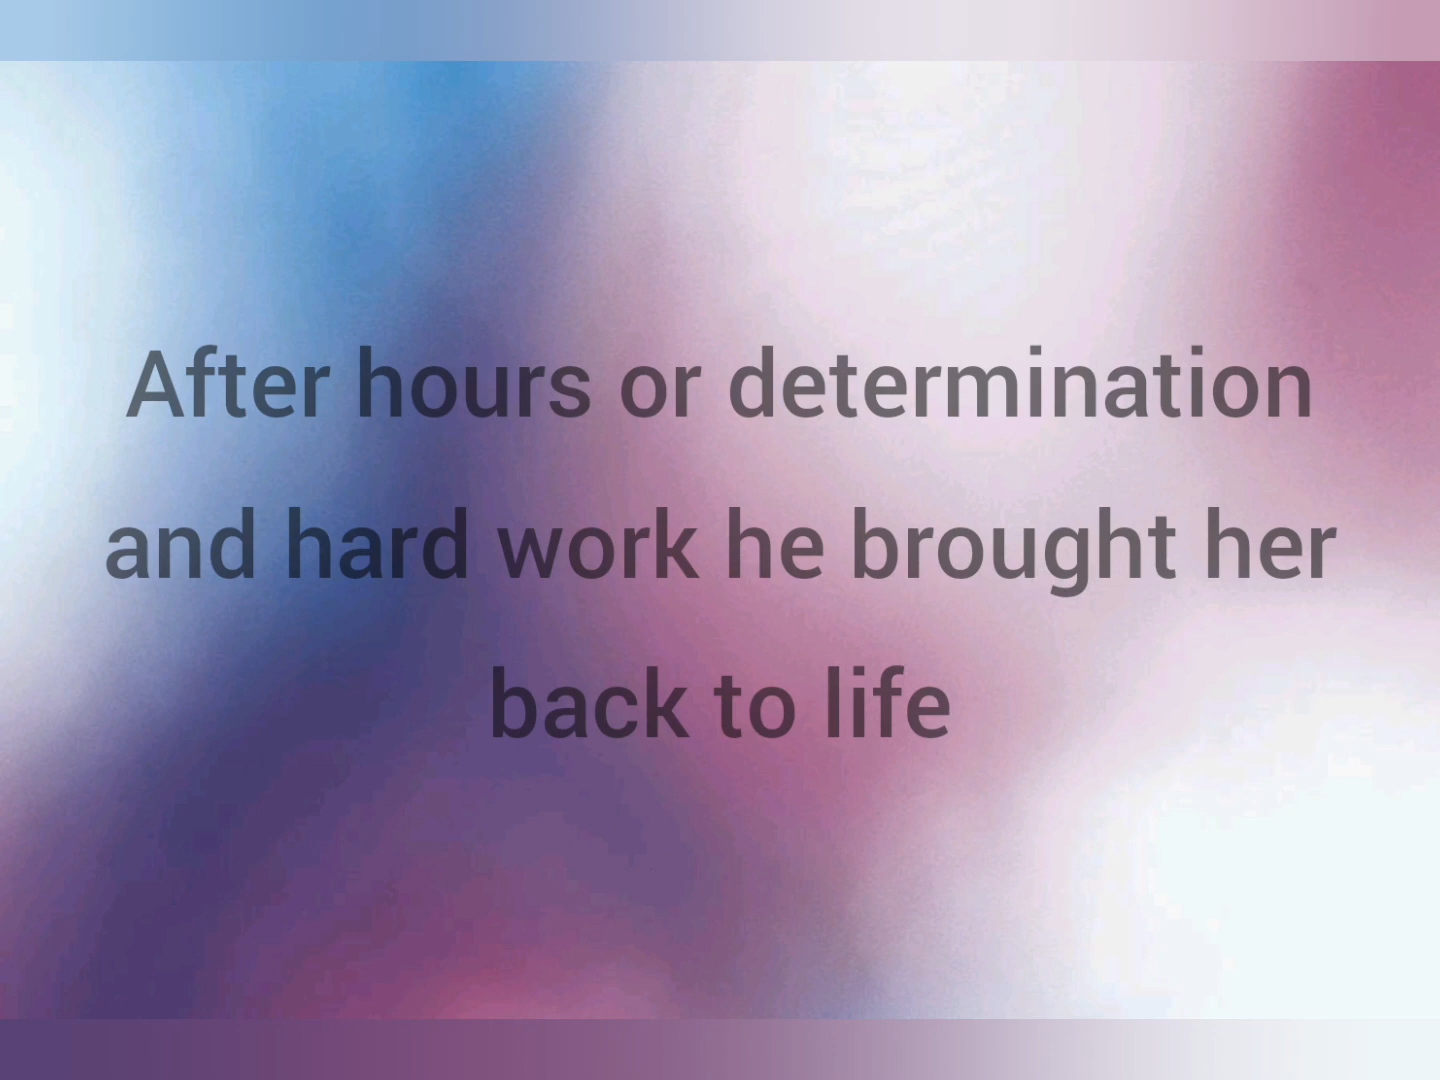 After hours or determination
and hard work he brought her
back to life